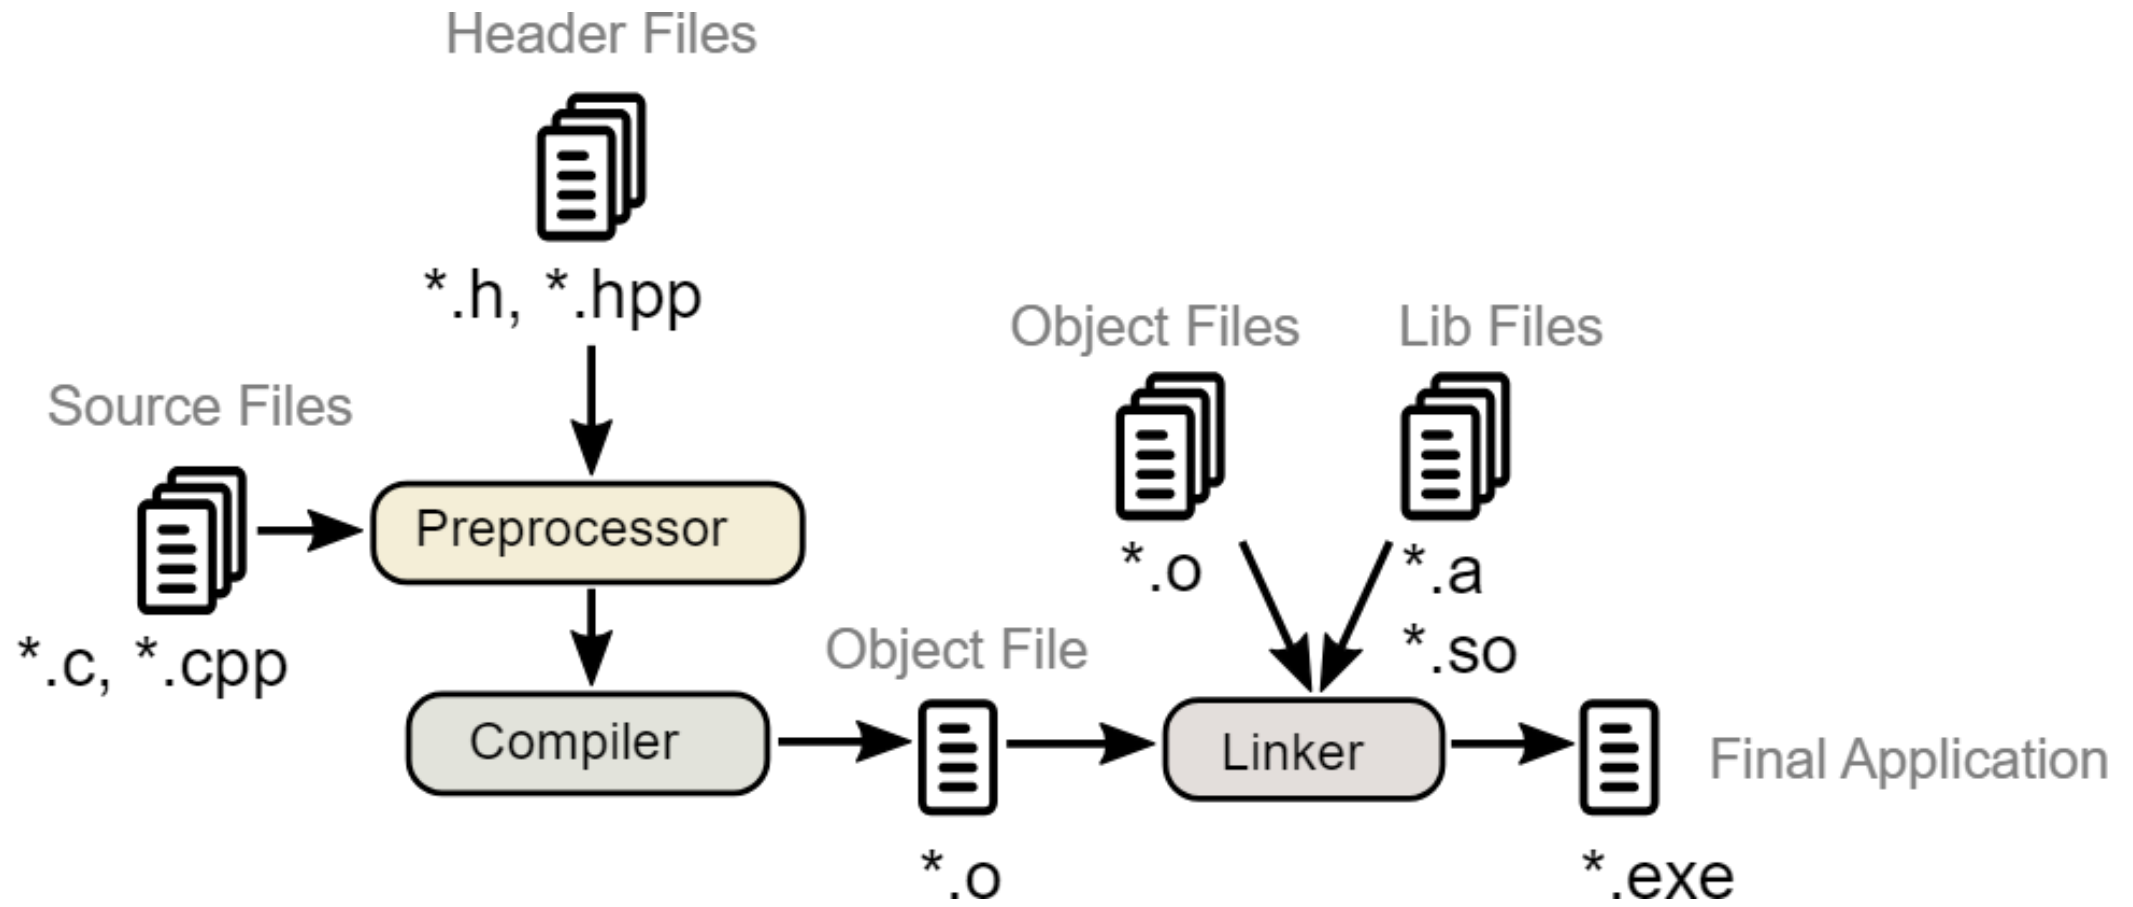 Header Files
*.h, *.hpp
Source Files
*.c, *.cpp
Preprocessor
Compiler
Object File
*.o
Object Files
*.o
Lib Files
*.a
*.so
Linker
Final Application
*.exe